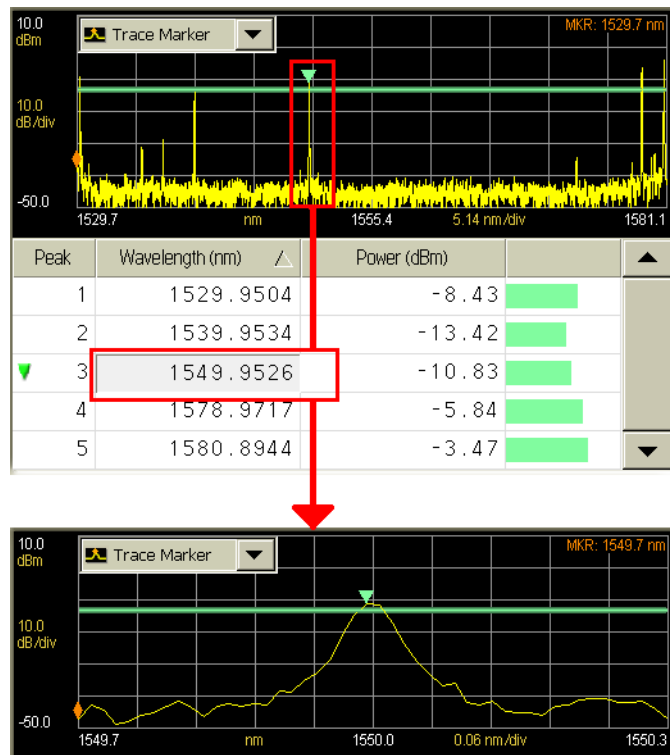 10.0
dBm
Trace Marker
MKR: 1529.7 nm
10.0
dB/div
-50.0
1529.7 nm 1555.4 5.14 nm/div 1581.1
Peak Wavelength (nm) Power (dBm)
1 1529.9504 -8.43
2 1539.9534 -13.42
3 1549.9526 -10.83
4 1578.9717 -5.84
5 1580.8944 -3.47
10.0
dBm
Trace Marker
MKR: 1549.7 nm
10.0
dB/div
-50.0
1549.7 nm 1550.0 0.06 nm/div 1550.3